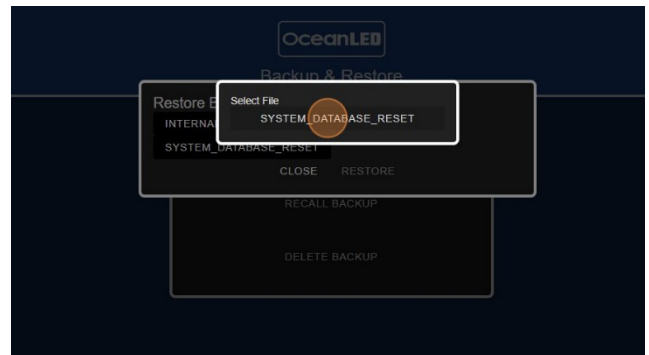 OceanLED
Backup & Restore
Restore B
Select File
INTERNA
SYSTEM_DATABASE_RESET
SYSTEM_DATABASE_RESET
CLOSE RESTORE
RECALL BACKUP
DELETE BACKUP